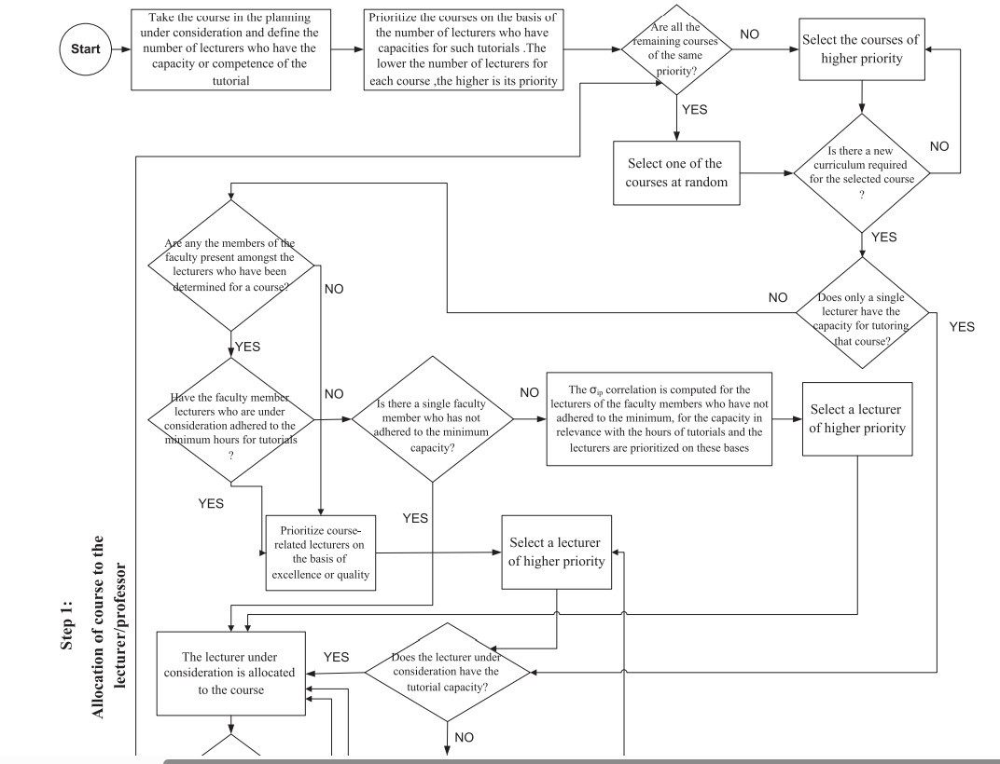 Start
Take the course in the planning
under consideration and define the
number of lecturers who have the
capacity or competence of the
tutorial
Prioritize the courses on the basis of
the number of lecturers who have
capacities for such tutorials .The
lower the number of lecturers for
each course ,the higher is its priority
Are all the
remaining courses
of the same
priority?
NO
Select the courses of
higher priority
YES
Select one of the
courses at random
Is there a new
curriculum required
for the selected course
?
NO
YES
Does only a single
lecturer have the
capacity for tutoring
that course?
NO
YES
Are any the members of the
faculty present amongst the
lecturers who have been
determined for a course?
NO
YES
Have the faculty member
lecturers who are under
consideration adhered to the
minimum hours for tutorials
?
NO
YES
Is there a single faculty
member who has not
adhered to the minimum
capacity?
NO
YES
The σip correlation is computed for the
lecturers of the faculty members who have not
adhered to the minimum, for the capacity in
relevance with the hours of tutorials and the
lecturers are prioritized on these bases
Select a lecturer
of higher priority
Prioritize course-
related lecturers on
the basis of
excellence or quality
Select a lecturer
of higher priority
Step 1:
Allocation of course to the
lecturer/professor
The lecturer under
consideration is allocated
to the course
YES
Does the lecturer under
consideration have the
tutorial capacity?
NO